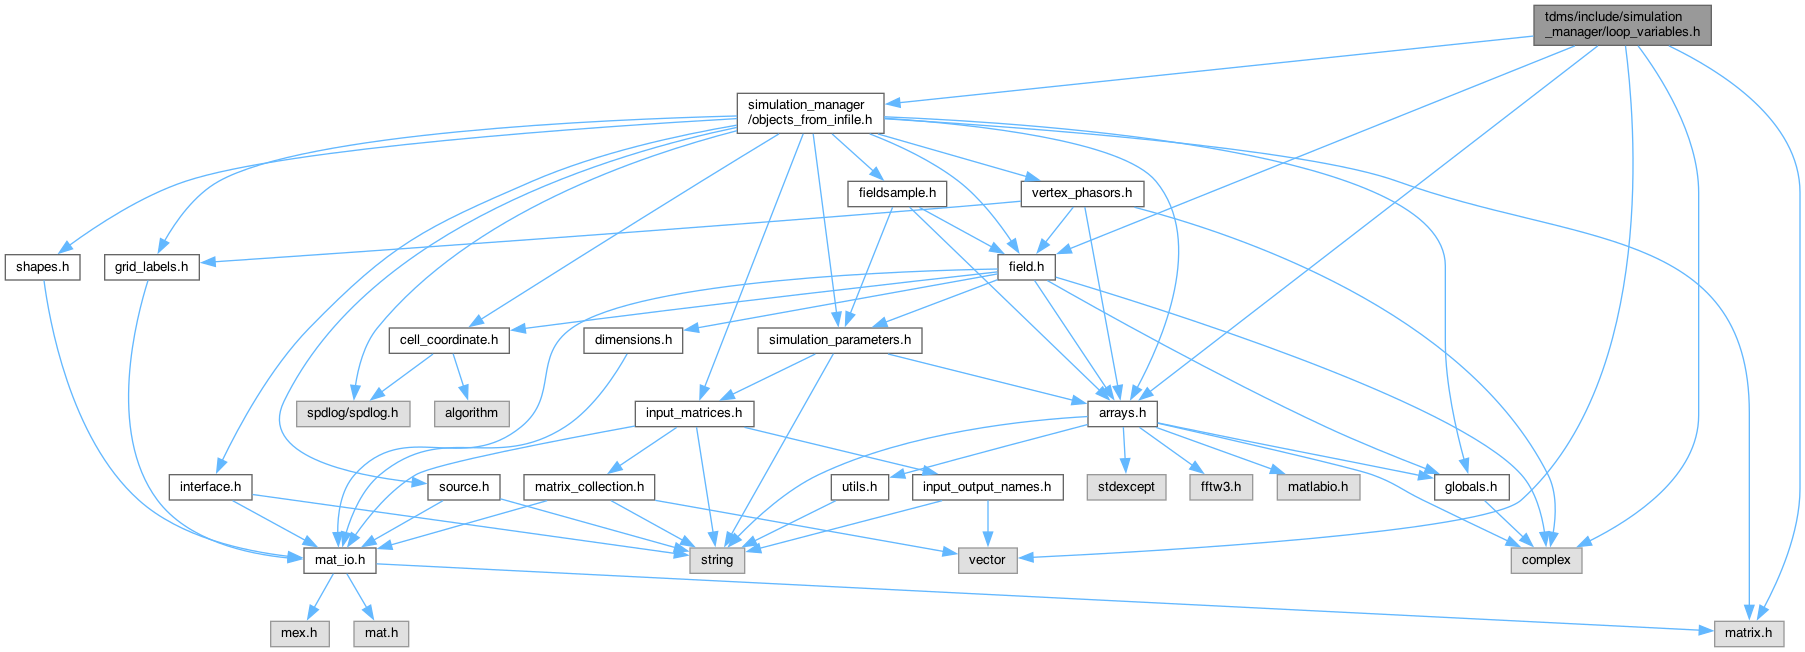 tdms/include/simulation
_manager/loop_variables.h
simulation_manager
/objects_from_infile.h
fieldsample.h
vertex_phasors.h
shapes.h
grid_labels.h
field.h
cell_coordinate.h
dimensions.h
simulation_parameters.h
spdlog/spdlog.h
algorithm
input_matrices.h
arrays.h
interface.h
source.h
matrix_collection.h
utils.h
input_output_names.h
stdexcept
fftw3.h
matlabio.h
globals.h
mat_io.h
string
vector
complex
mex.h
mat.h
matrix.h